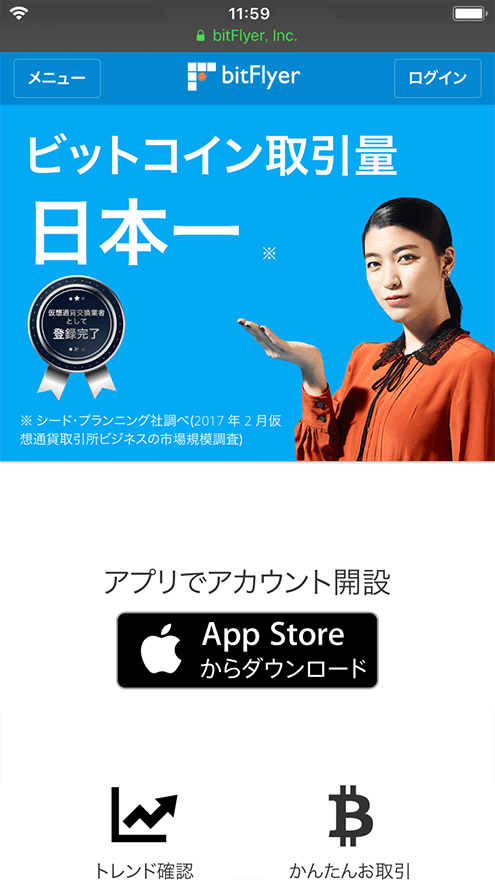 11:59
bitFlyer, Inc.
メニュー
bitFlyer
ログイン
ビットコイン取引量
日本一 ※
仮想通貨交換業者
として
登録完了
※ シード・プランニング社調べ(2017 年 2 月仮
想通貨取引所ビジネスの市場規模調査)
アプリでアカウント開設
App Store
からダウンロード
トレンド確認
かんたんお取引